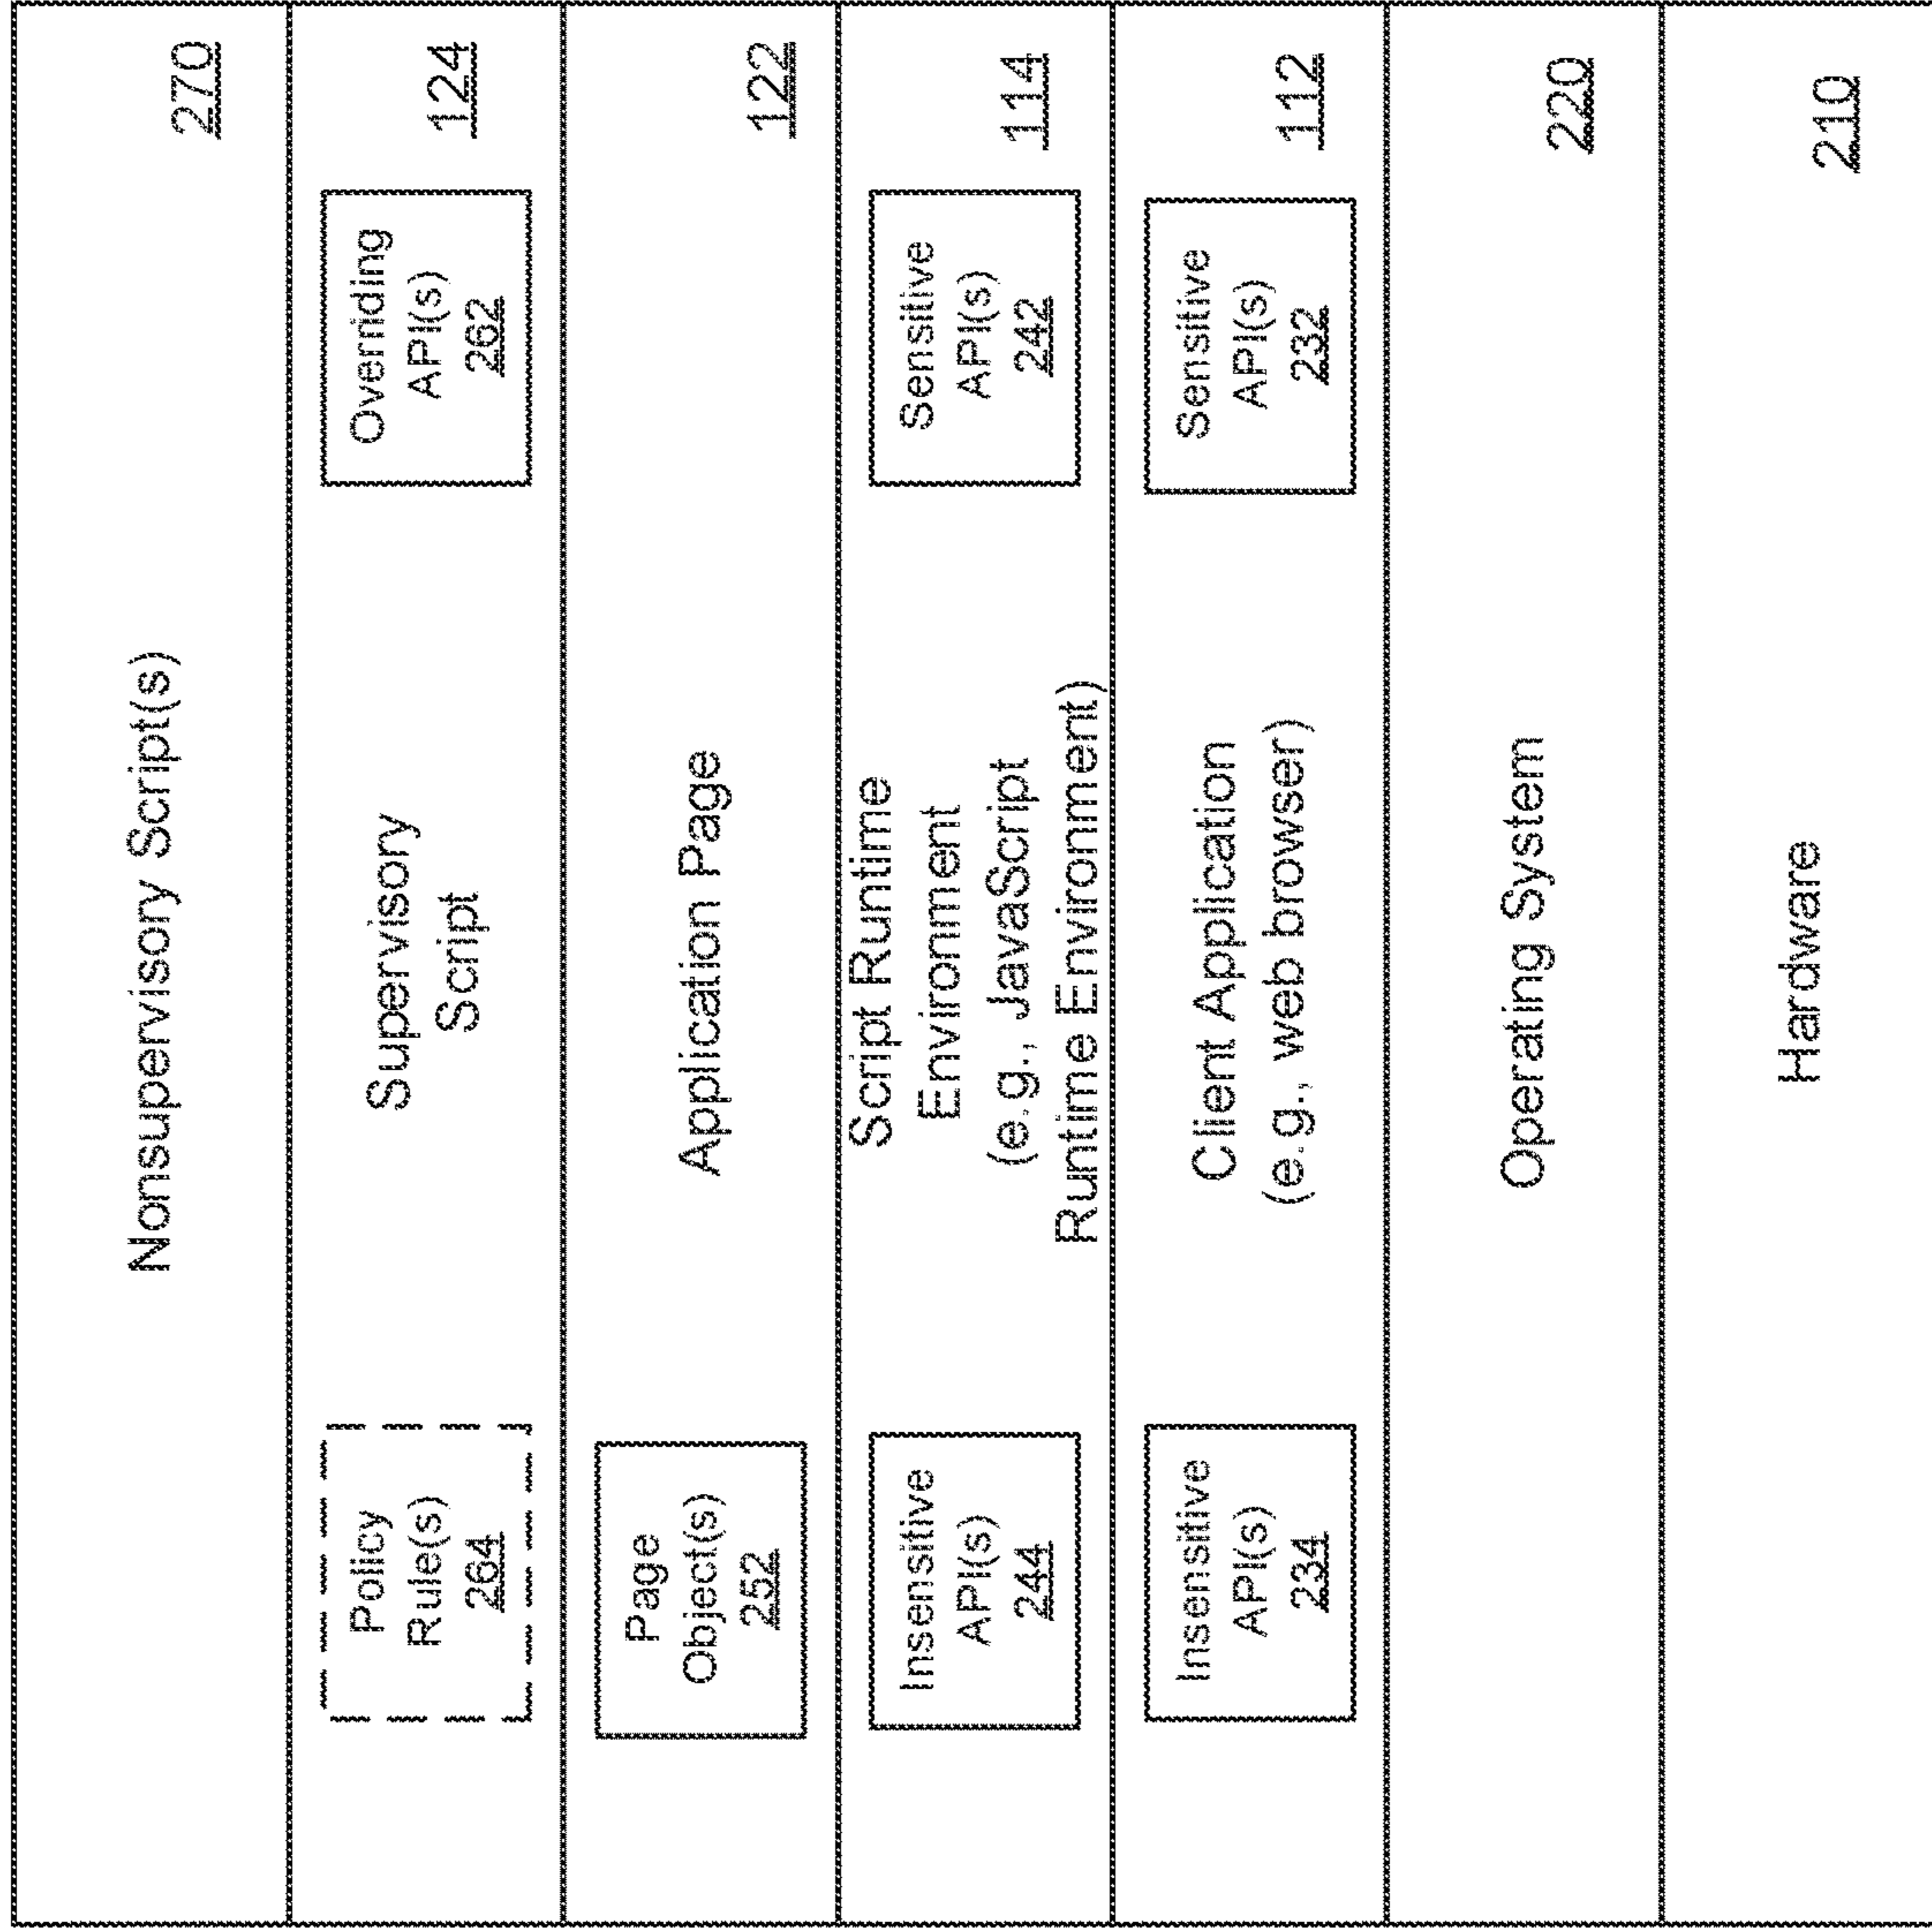 Nonsupervisory Script(s)
270
Policy
Rule(s)
264
Supervisory
Script
Overriding
API(s)
262
124
Page
Object(s)
252
Application Page
122
Insensitive
API(s)
244
Script Runtime
Environment
(e.g., JavaScript
Runtime Environment)
Sensitive
API(s)
242
114
Insensitive
API(s)
234
Client Application
(e.g., web browser)
Sensitive
API(s)
232
112
Operating System
220
Hardware
210